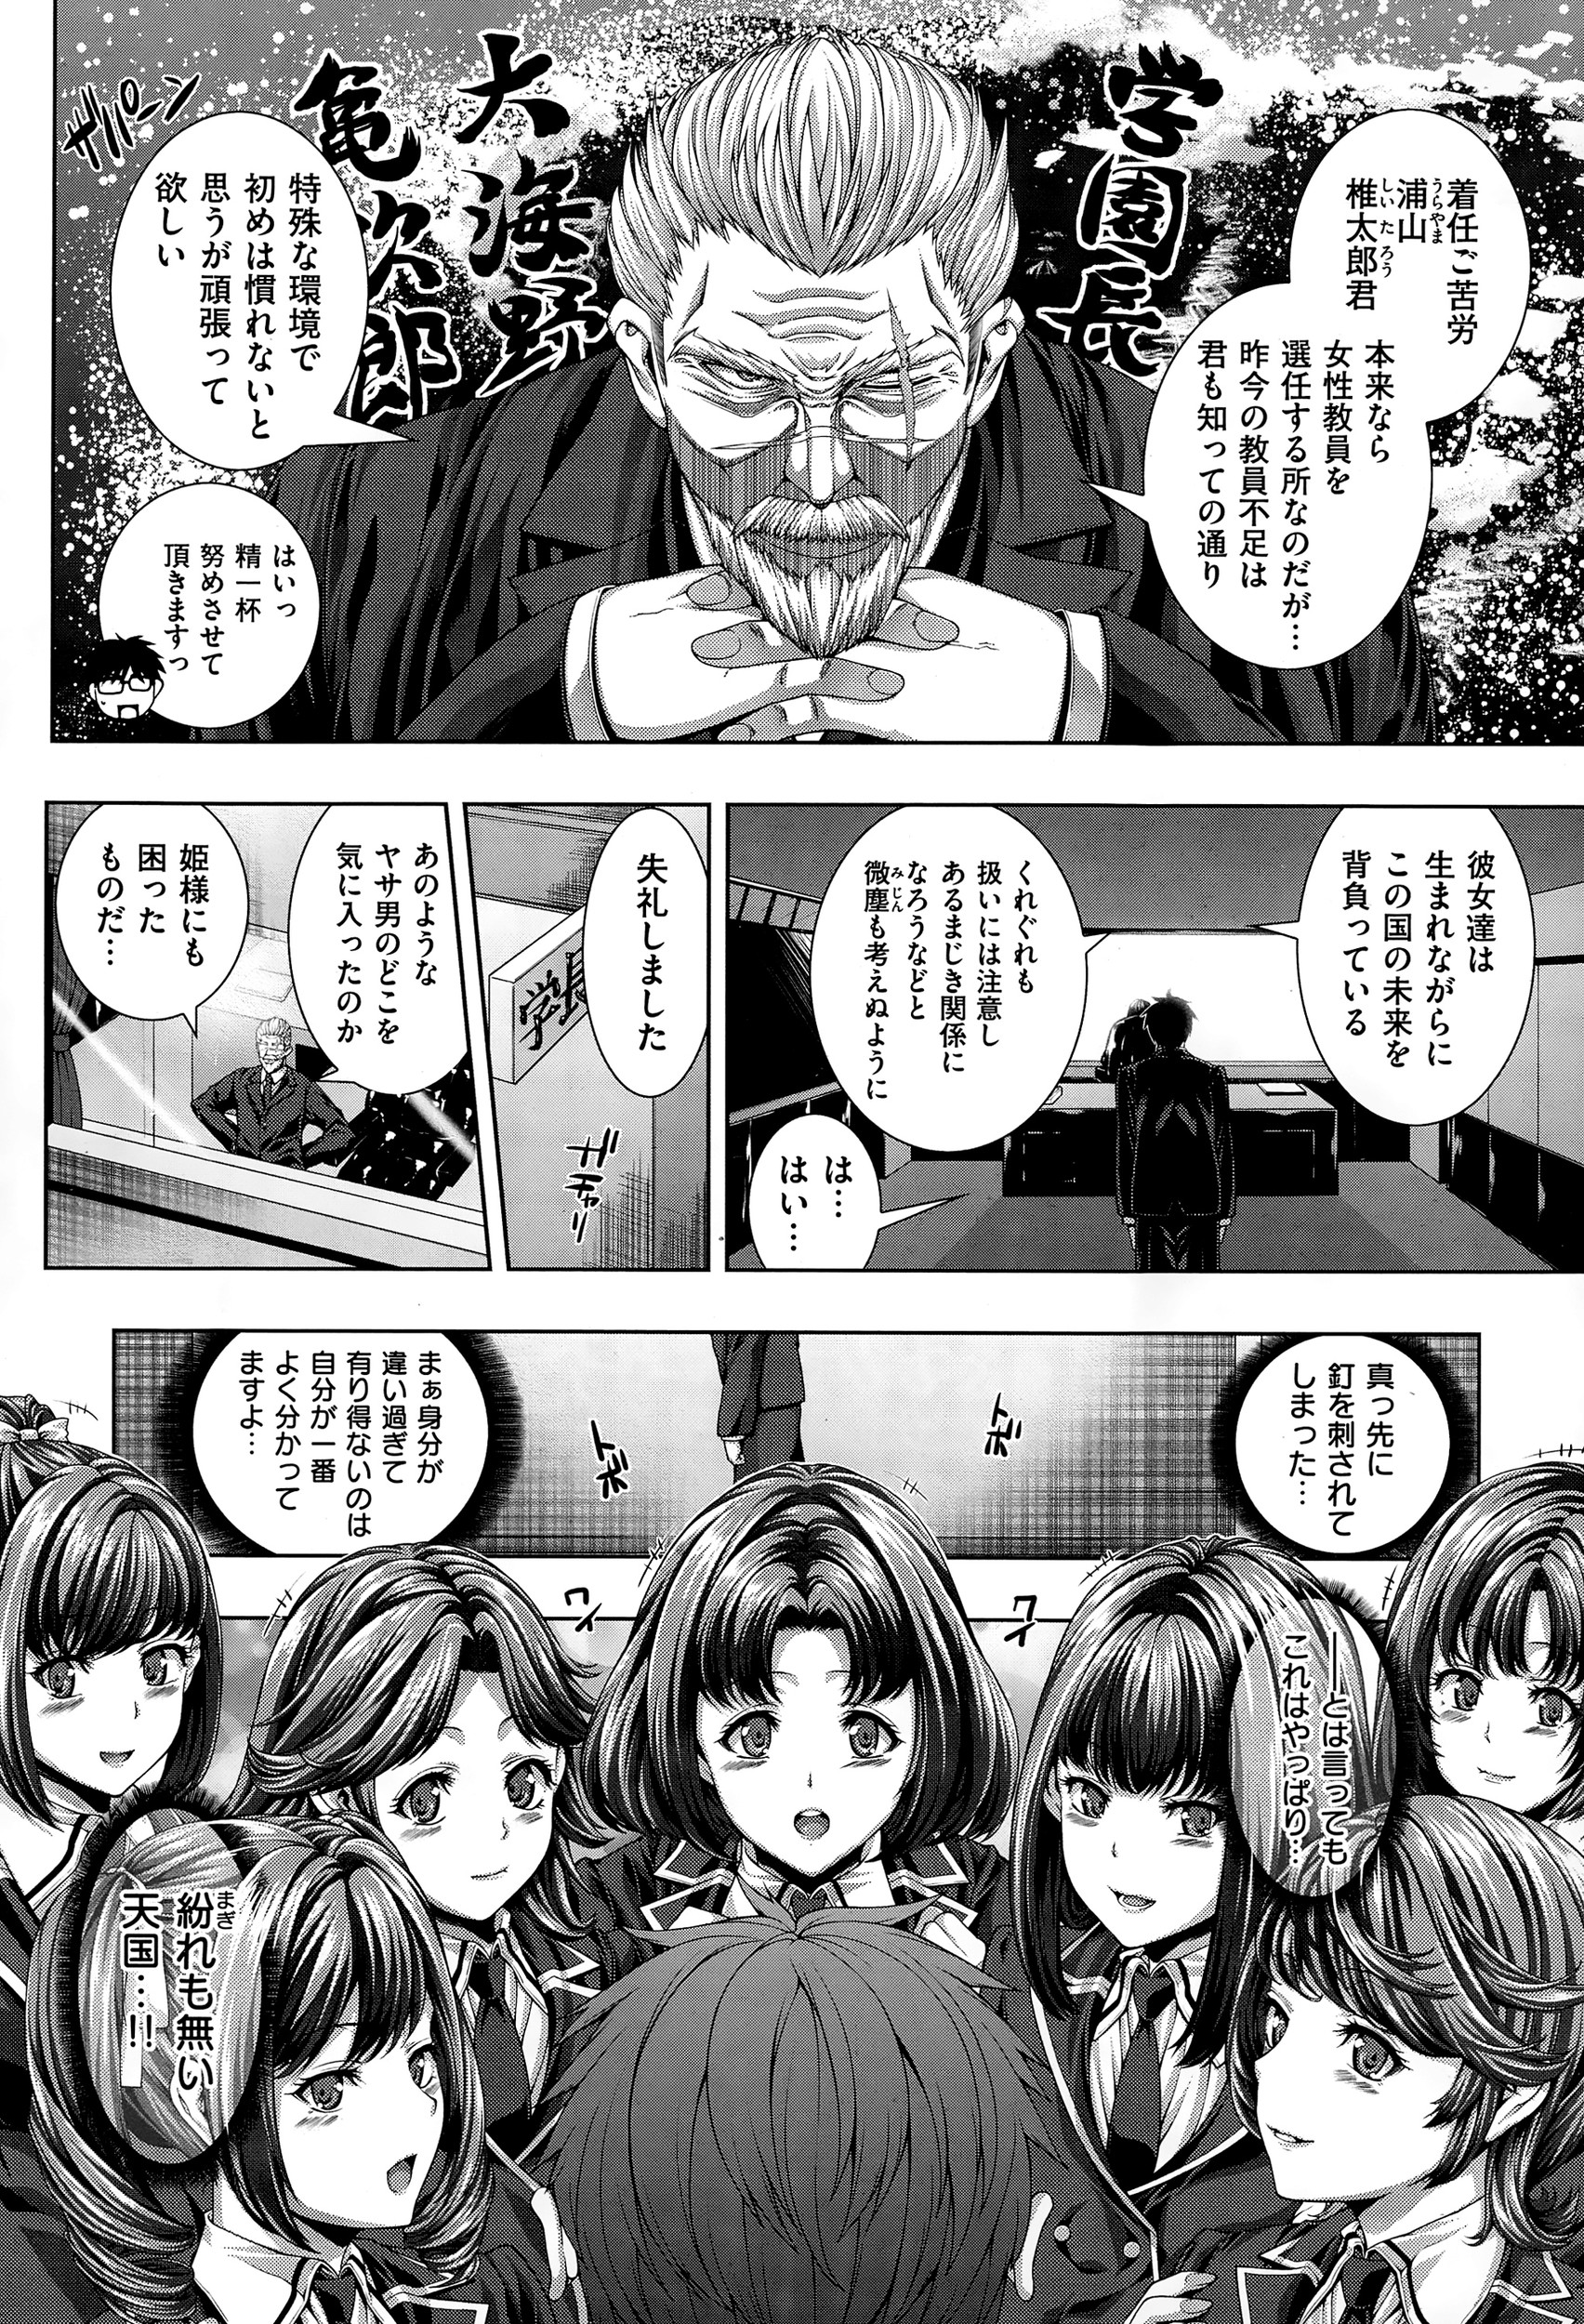 学園長
大海野
亀次郎
ザパーン
着任ご苦労
浦山
うらやま
椎太郎君
しいたろう
本来なら
女性教員を
選任する所なのだが…
昨今の教員不足は
君も知っての通り
特殊な環境で
初めは慣れないと
思うが頑張って
欲しい
はいっ
精一杯
努めさせて
頂きますっ
彼女達は
生まれながらに
この国の未来を
背負っている
くれぐれも
扱いには注意し
あるまじき関係に
なろうなどと
微塵も考えぬように
みじん
は…
はい…
失礼しました
学長
ガチャリ
あのような
ヤサ男のどこを
気に入ったのか
姫様にも
困った
ものだ…
真っ先に
釘を刺されて
しまった…
トボ
トボ
まぁ身分が
違い過ぎて
有り得ないのは
自分が一番
よく分かって
ますよ…
ワイ
ワイ
――とは言っても
これはやっぱり…
紛れも無い
まぎ
天国…!!